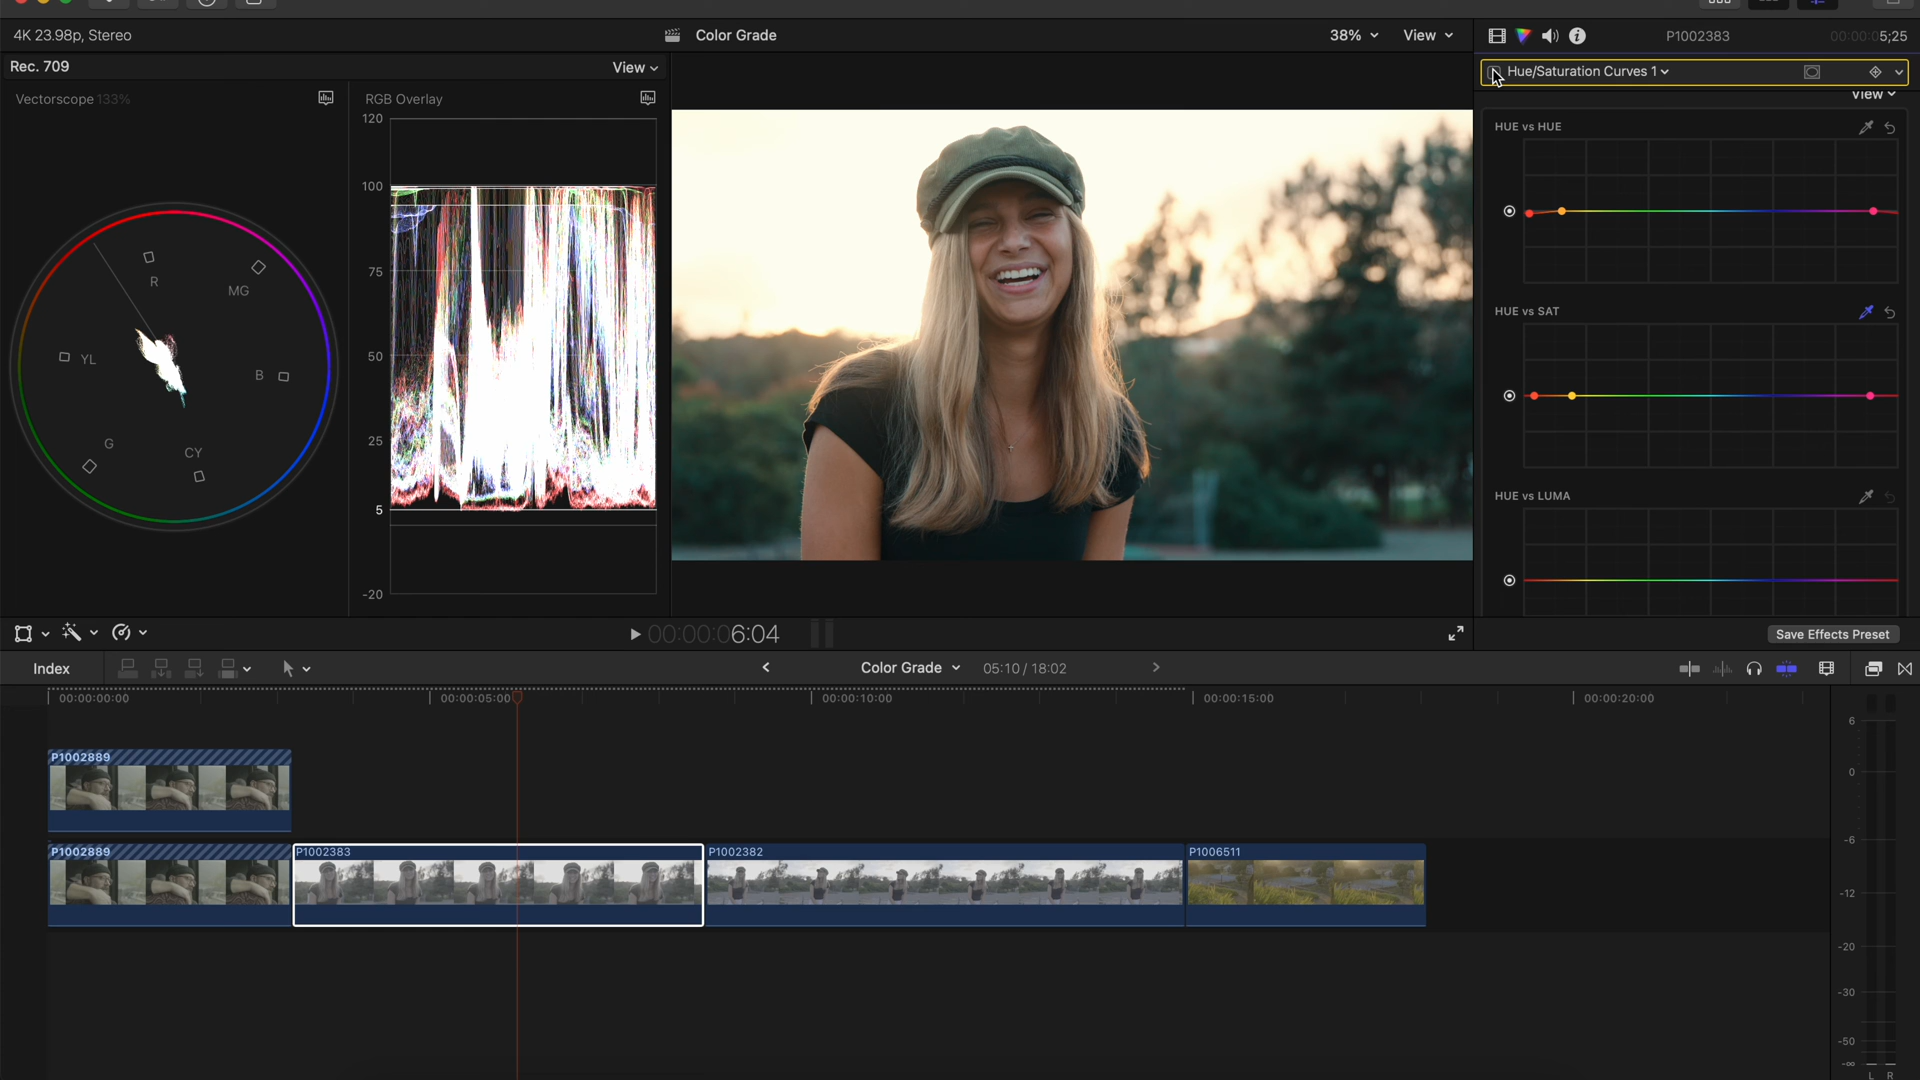 4K 23.98p, Stereo
Color Grade
38%
View
P1002383
00:00:05;25
Rec. 709
View
Hue/Saturation Curves 1
View
Vectorscope 133%
RGB Overlay
R
MG
YL
B
G
CY
120
100
75
50
25
5
-20
HUE vs HUE
HUE vs SAT
HUE vs LUMA
Save Effects Preset
00:00:06:04
Index
Color Grade
05:10 / 18:02
00:00:00:00
00:00:05:00
00:00:10:00
00:00:15:00
00:00:20:00
P1002889
P1002889
P1002383
P1002382
P1006511
6
0
-6
-12
-20
-30
-50
-∞
L R